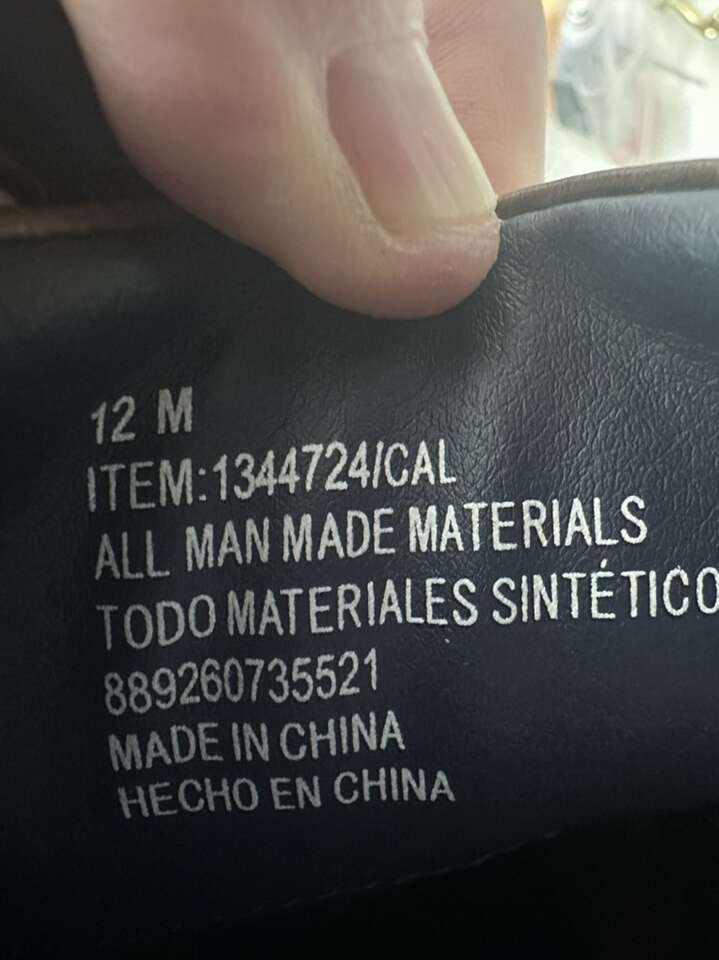 12 M
ITEM:1344724/CAL
ALL MAN MADE MATERIALS
TODO MATERIALES SINTÉTICO
889260735521
MADE IN CHINA
HECHO EN CHINA